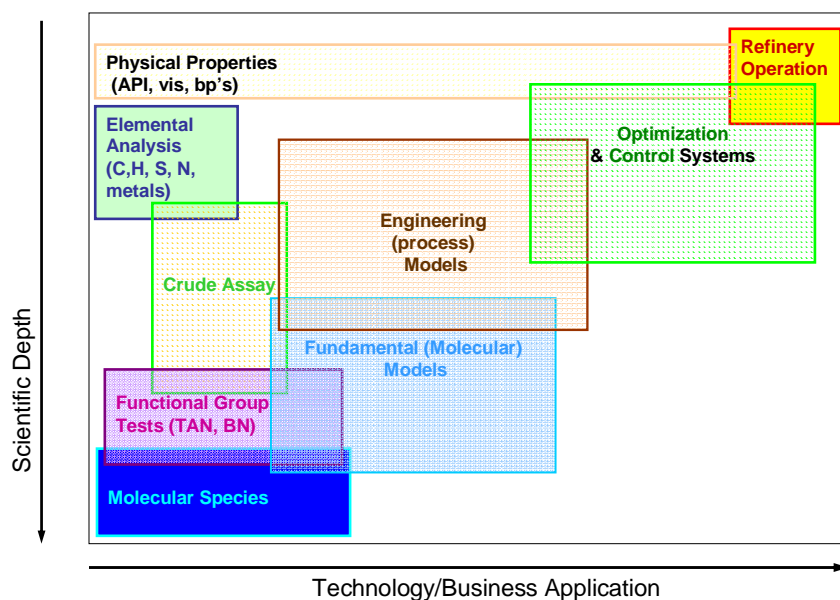 Physical Properties
(API, vis, bp's)
Refinery
Operation
Elemental
Analysis
(C,H, S, N,
metals)
Optimization
& Control Systems
Engineering
(process)
Models
Crude Assay
Fundamental (Molecular)
Models
Functional Group
Tests (TAN, BN)
Molecular Species
Scientific Depth
Technology/Business Application